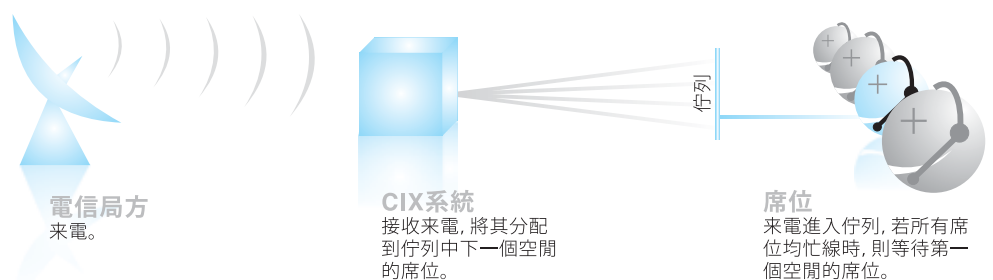 電信局方
来電。
CIX系統
接收来電, 將其分配
到佇列中下一個空閒
的席位。
佇列
席位
来電進入佇列, 若所有席
位均忙線時, 則等待第一
個空閒的席位。